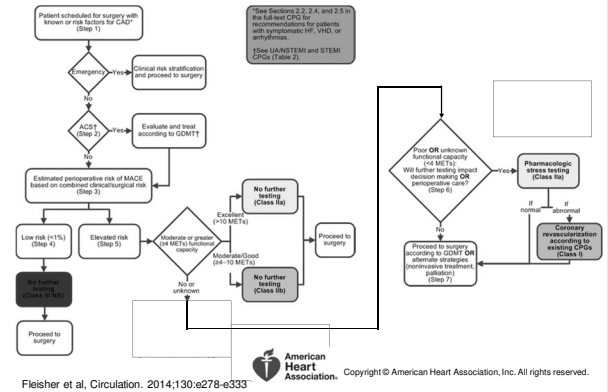 Patient scheduled for surgery with
known or risk factors for CAD*
(Step 1)
*See Sections 2.2, 2.4, and 2.5 in
the full-text CPG for
recommendations for patients
with symptomatic HF, VHD, or
arrhythmias.
†See UA/NSTEMI and STEMI
CPGs (Table 2).
Emergency
Yes
Clinical risk stratification
and proceed to surgery
No
ACS†
(Step 2)
Yes
Evaluate and treat
according to GDMT†
No
Estimated perioperative risk of MACE
based on combined clinical/surgical risk
(Step 3)
Low risk (<1%)
(Step 4)
Elevated risk
(Step 5)
No further
testing
(Class III:NB)
Proceed to
surgery
Moderate or greater
(≥4 METs) functional
capacity
Excellent
(>10 METs)
No further
testing
(Class IIa)
Moderate/Good
(≥4–10 METs)
No further
testing
(Class IIb)
Proceed to
surgery
No or
unknown
Poor OR unknown
functional capacity
(<4 METs):
Will further testing impact
decision making OR
perioperative care?
(Step 6)
Yes
Pharmacologic
stress testing
(Class IIa)
If
normal
If
abnormal
Coronary
revascularization
according to
existing CPGs
(Class I)
No
Proceed to surgery
according to GDMT OR
alternate strategies
(noninvasive treatment,
palliation)
(Step 7)
American
Heart
Association®
Copyright © American Heart Association, Inc. All rights reserved.
Fleisher et al, Circulation. 2014;130:e278-e333